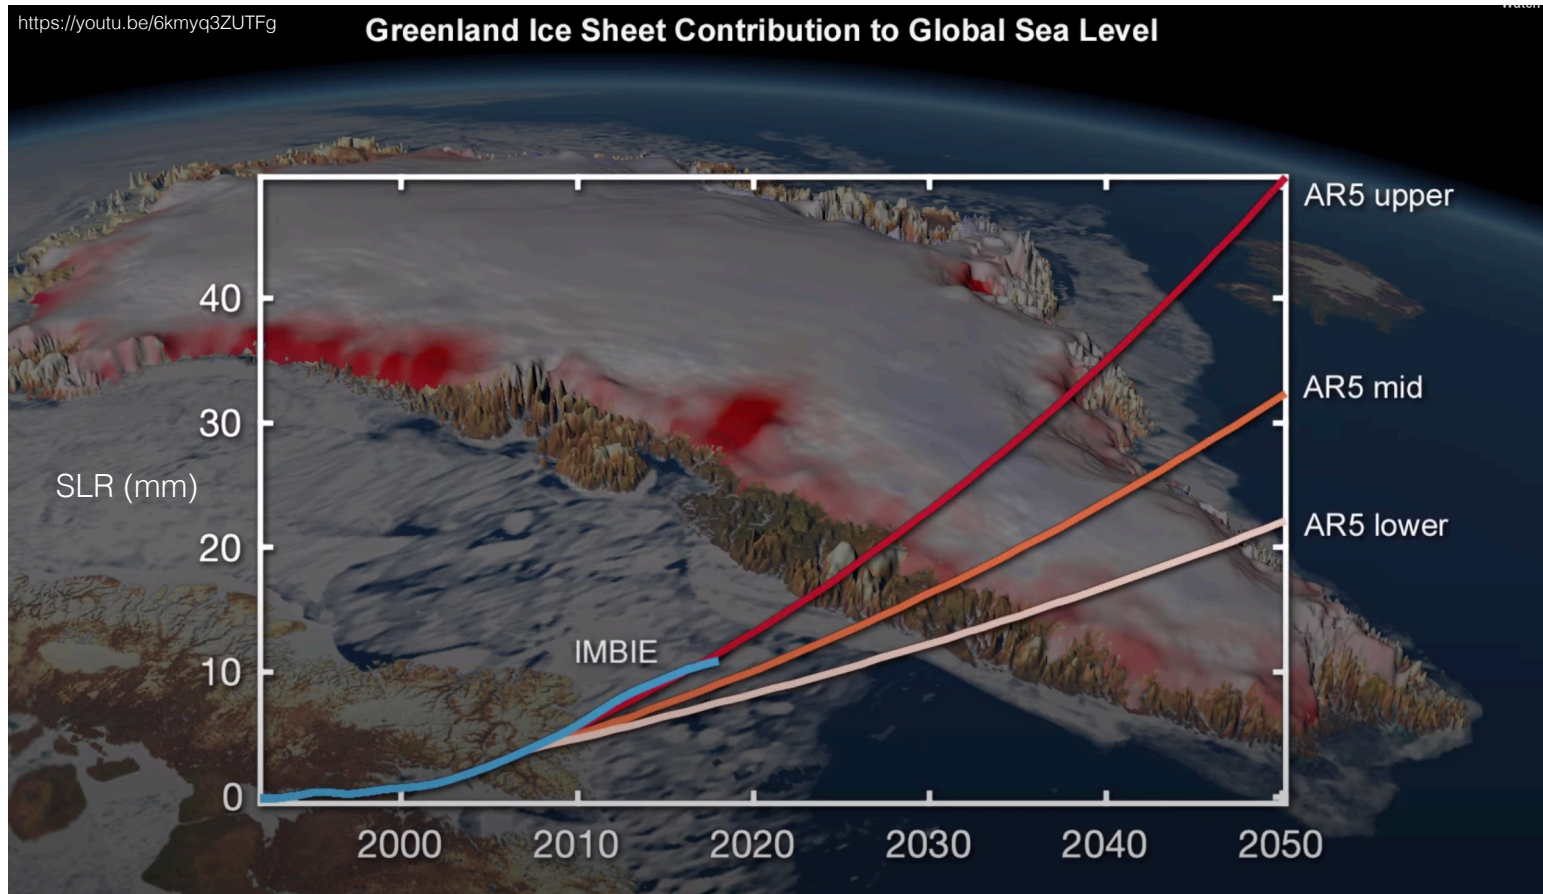 https://youtu.be/6kmyq3ZUTFg
Greenland Ice Sheet Contribution to Global Sea Level
AR5 upper
40
AR5 mid
30
SLR (mm)
AR5 lower
20
IMBIE
10
0
2000 2010 2020 2030 2040 2050